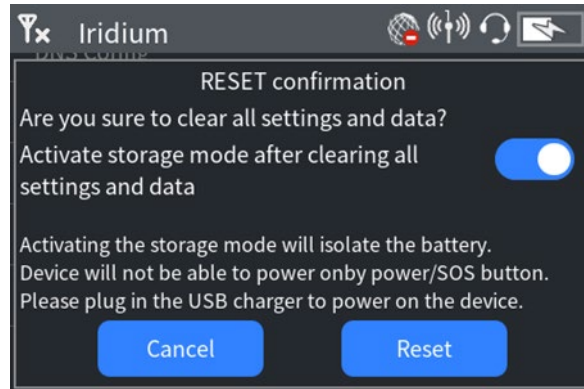 Iridium
DNS Config
RESET confirmation
Are you sure to clear all settings and data?
Activate storage mode after clearing all
settings and data
Activating the storage mode will isolate the battery.
Device will not be able to power onby power/SOS button.
Please plug in the USB charger to power on the device.
Cancel
Reset